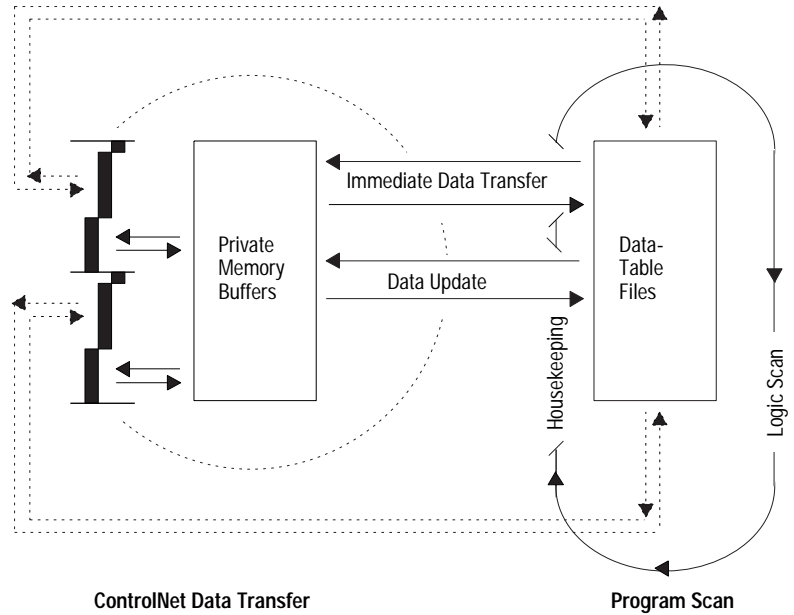 Immediate Data Transfer
Private
Memory
Buffers
Data-
Table
Files
Data Update
Housekeeping
Logic Scan
ControlNet Data Transfer
Program Scan